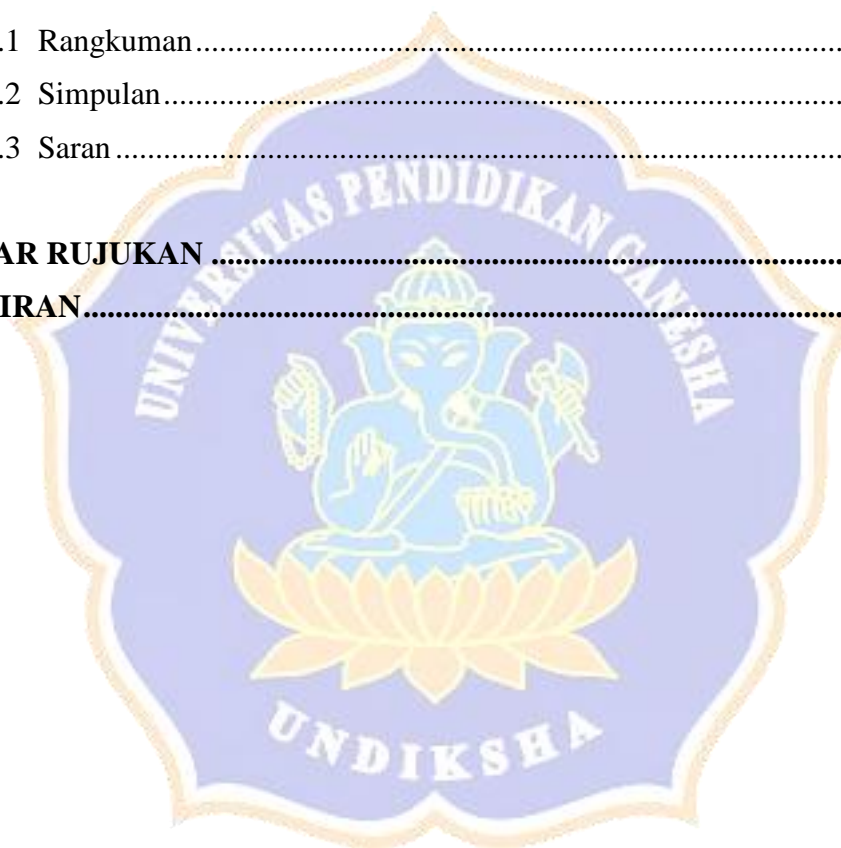 .1 Rangkuman....................................................................................
.2 Simpulan.........................................................................................
.3 Saran...............................................................................................
AR RUJUKAN ................................................................................
IRAN.................................................................................................
UNIVERSITAS PENDIDIKAN GANESHA
UNDIKSHA